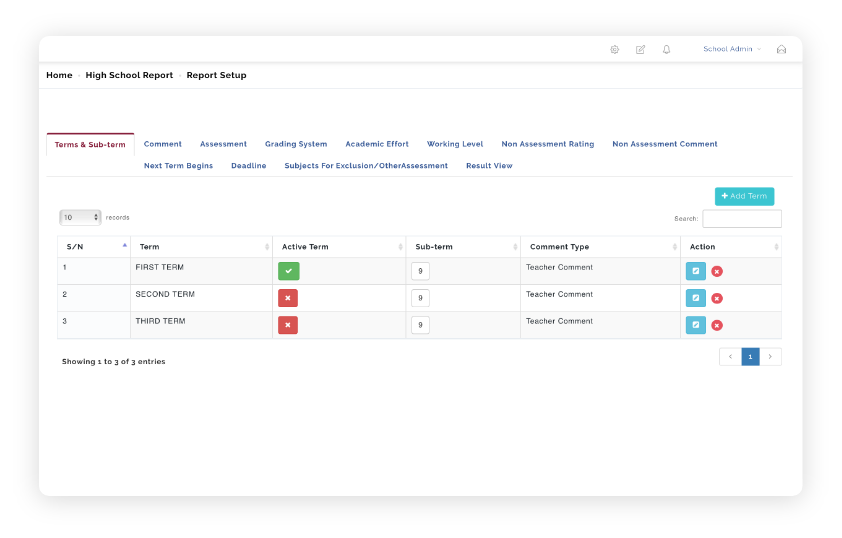 School Admin
Home · High School Report · Report Setup
Terms & Sub-term Comment Assessment Grading System Academic Effort Working Level Non Assessment Rating Non Assessment Comment
Next Term Begins Deadline Subjects For Exclusion/OtherAssessment Result View
+ Add Term
10 records Search:
S/N Term Active Term Sub-term Comment Type Action
1 FIRST TERM 9 Teacher Comment
2 SECOND TERM 9 Teacher Comment
3 THIRD TERM 9 Teacher Comment
Showing 1 to 3 of 3 entries < 1 >